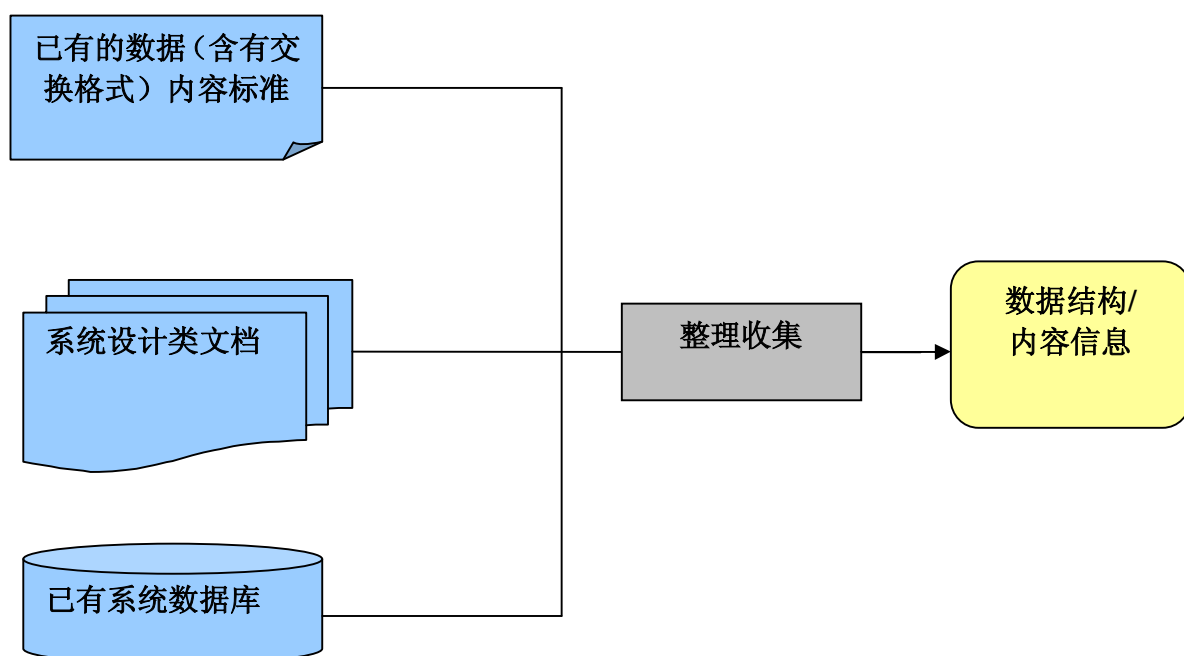 已有的数据（含有交
换格式）内容标准
系统设计类文档
整理收集
数据结构/
内容信息
已有系统数据库